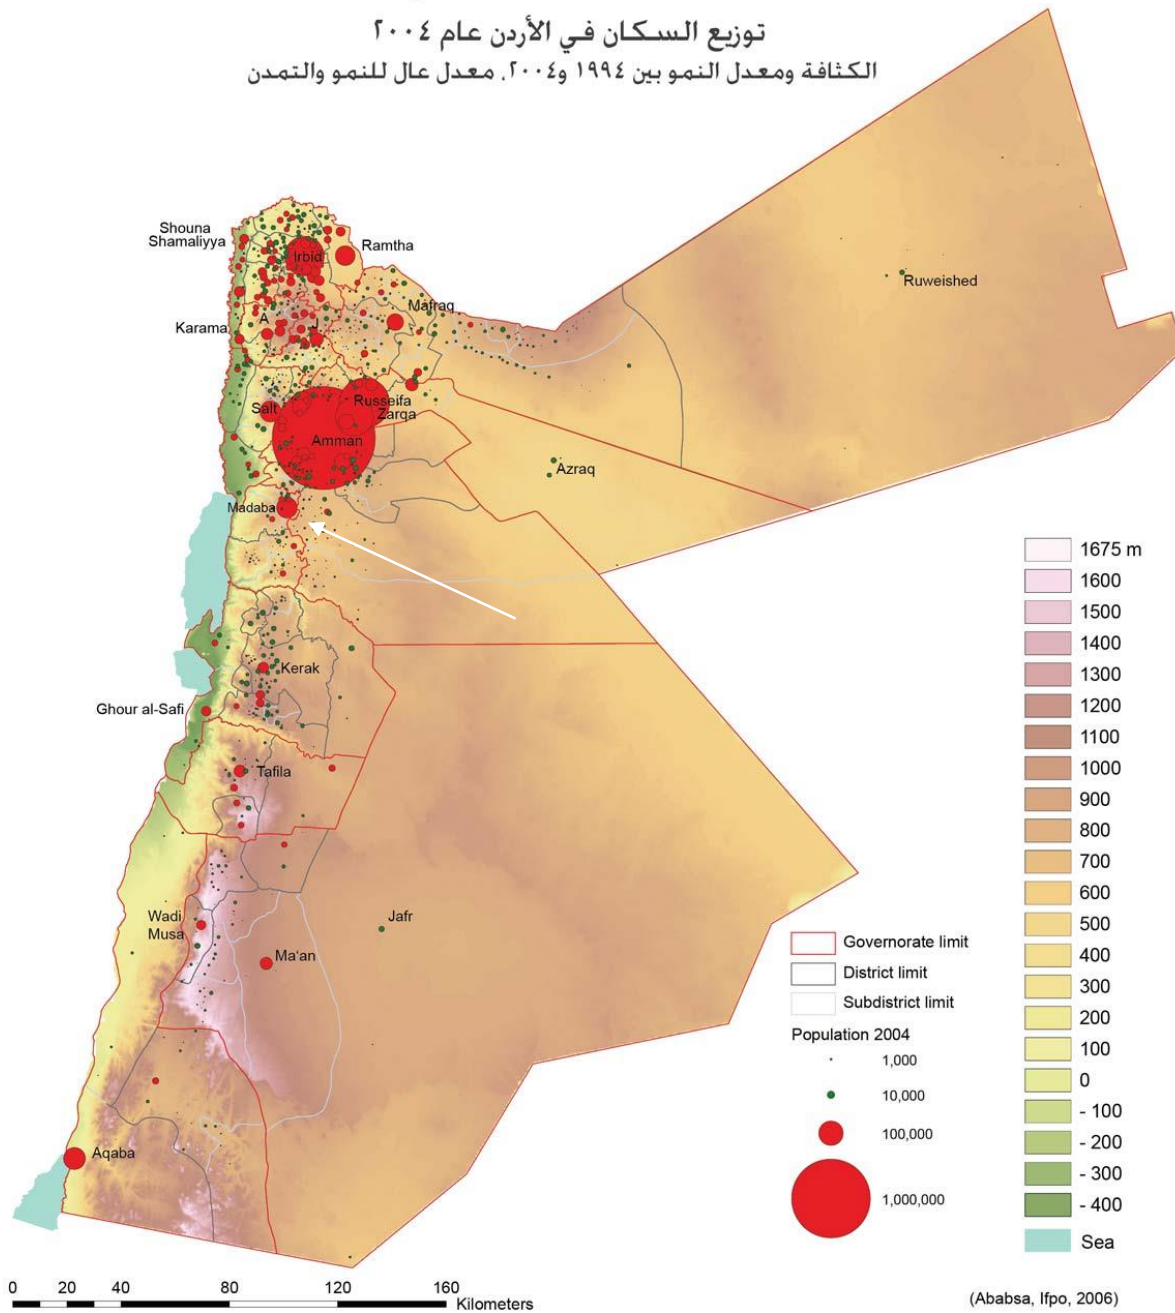 توزيع السكان في الأردن عام ٢٠٠٤
الكثافة ومعدل النمو بين ١٩٩٤ و٢٠٠٤، معدل عال للنمو والتمدن
Shouna
Shamaliyya
Irbid
Ramtha
Ruweished
Mafraq
Karama
A
J
Salt
Russeifa
Zarqa
Amman
Azraq
Madaba
Kerak
Ghour al-Safi
Tafila
Wadi
Musa
Jafr
Ma'an
Aqaba
1675 m
1600
1500
1400
1300
1200
1100
1000
900
800
700
600
500
400
300
200
100
0
- 100
- 200
- 300
- 400
Sea
Governorate limit
District limit
Subdistrict limit
Population 2004
1,000
10,000
100,000
1,000,000
0 20 40 80 120 160
Kilometers
(Ababsa, Ifpo, 2006)